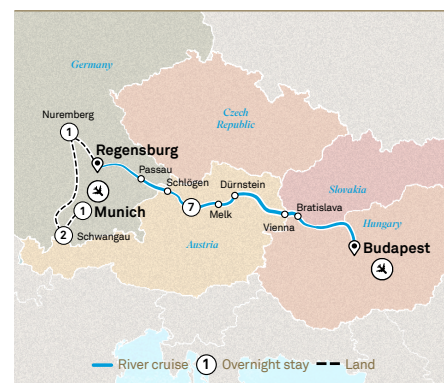 Germany
Nuremberg
1
Regensburg
Czech
Republic
Passau
Schlögen
Dürnstein
Slovakia
1
Munich
7
Melk
Bratislava
Hungary
2
Schwangau
Vienna
Austria
Budapest
River cruise
1
Overnight stay
Land